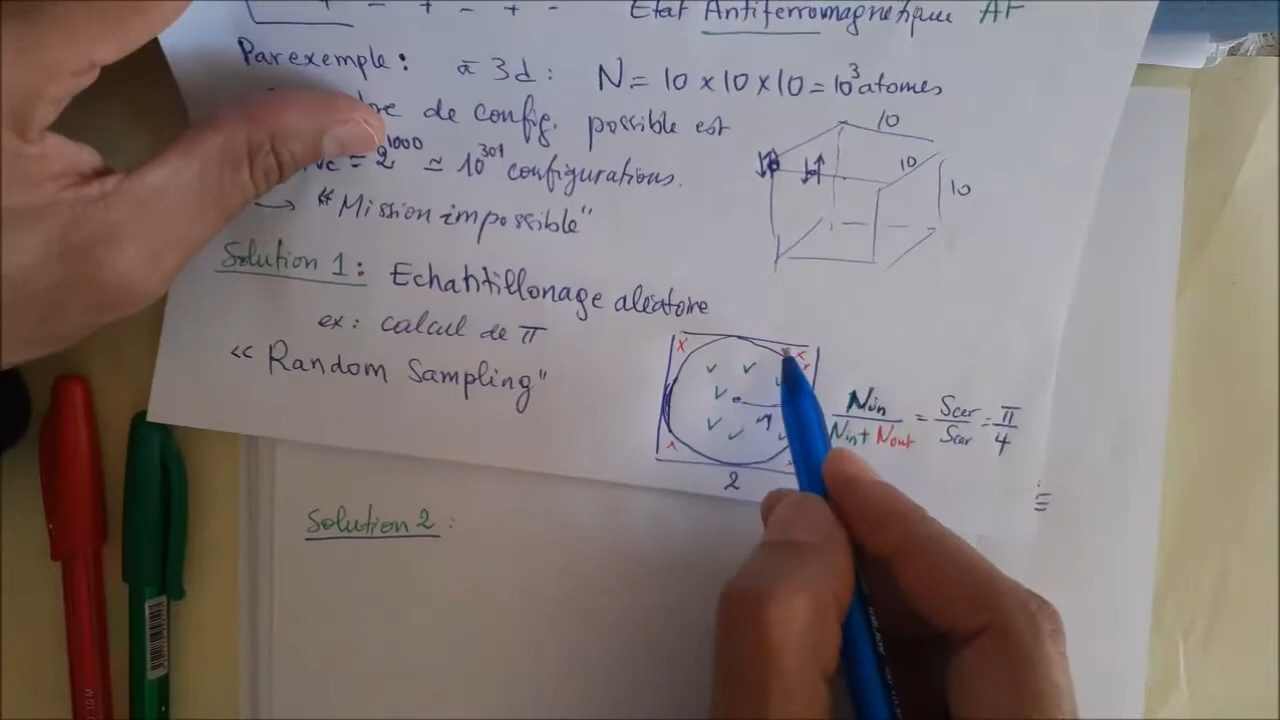 + - + - + -
Etat Antiferromagnetique AF
Par exemple : à 3d : N = 10 × 10 × 10 = 10³ atomes
de config. possible est
= 2¹⁰⁰⁰ ≃ 10³⁰¹ configurations.
→ "Mission impossible"
10
10
10
Solution 1 : Echantillonage aléatoire
ex : calcul de π
<< Random Sampling"
x
2
Nin / Nin + Nout = Scer / Scar = π / 4
Solution 2 :